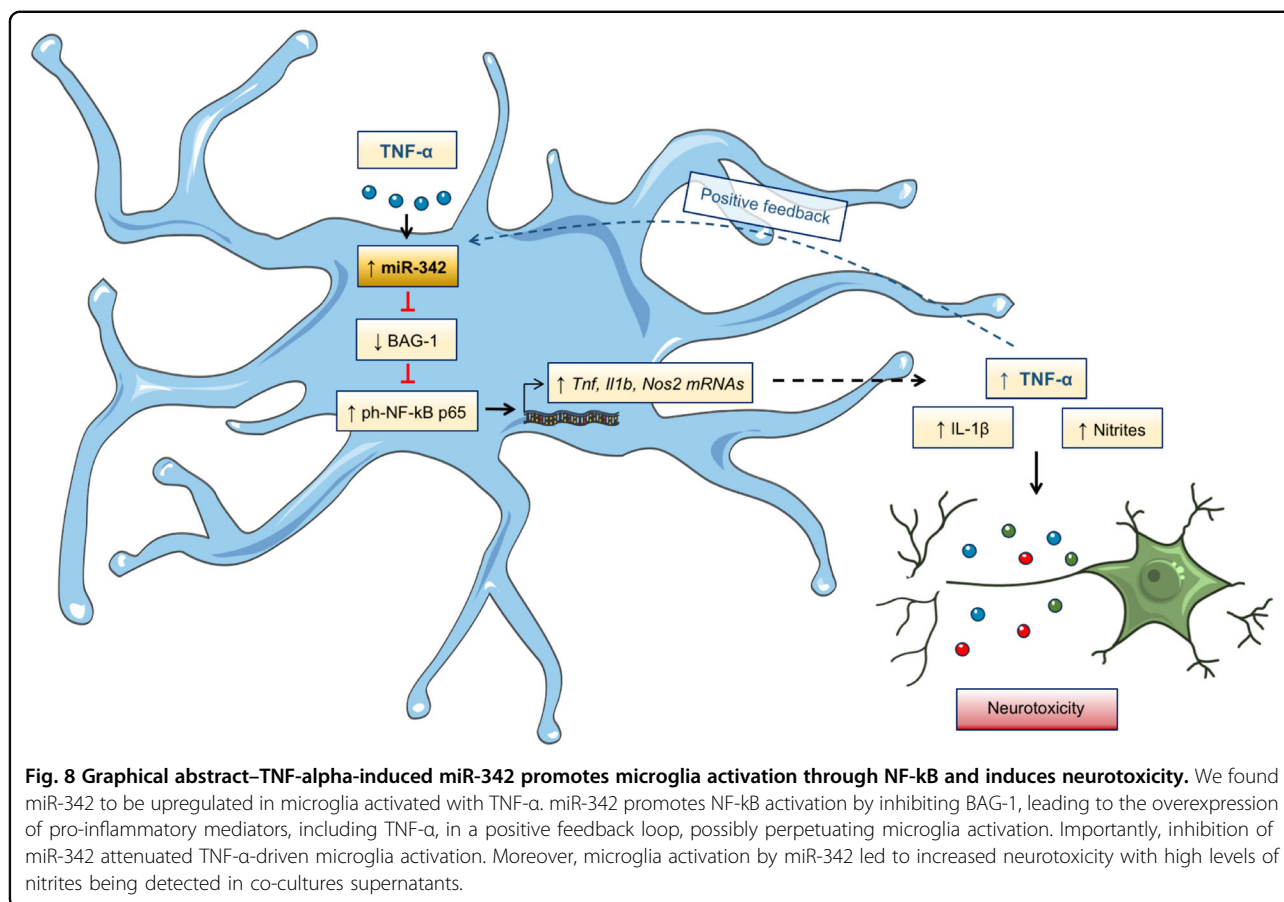 TNF-α
Positive feedback
↑ miR-342
↓ BAG-1
↑ Tnf, Il1b, Nos2 mRNAs
↑ TNF-α
↑ ph-NF-kB p65
↑ IL-1β
↑ Nitrites
Neurotoxicity
Fig. 8 Graphical abstract–TNF-alpha-induced miR-342 promotes microglia activation through NF-kB and induces neurotoxicity. We found
miR-342 to be upregulated in microglia activated with TNF-α. miR-342 promotes NF-kB activation by inhibiting BAG-1, leading to the overexpression
of pro-inflammatory mediators, including TNF-α, in a positive feedback loop, possibly perpetuating microglia activation. Importantly, inhibition of
miR-342 attenuated TNF-α-driven microglia activation. Moreover, microglia activation by miR-342 led to increased neurotoxicity with high levels of
nitrites being detected in co-cultures supernatants.